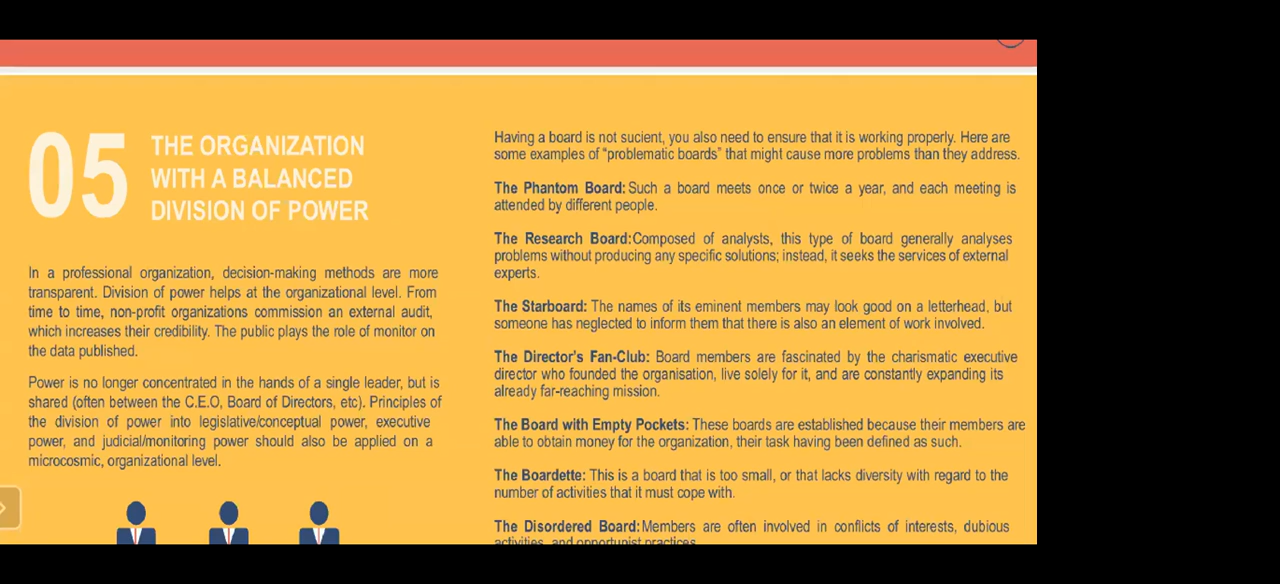 05
THE ORGANIZATION
WITH A BALANCED
DIVISION OF POWER
In a professional organization, decision-making methods are more
transparent. Division of power helps at the organizational level. From
time to time, non-profit organizations commission an external audit,
which increases their credibility. The public plays the role of monitor on
the data published.
Power is no longer concentrated in the hands of a single leader, but is
shared (often between the C.E.O, Board of Directors, etc). Principles of
the division of power into legislative/conceptual power, executive
power, and judicial/monitoring power should also be applied on a
microcosmic, organizational level.
Having a board is not sucient, you also need to ensure that it is working properly. Here are
some examples of “problematic boards” that might cause more problems than they address.
The Phantom Board: Such a board meets once or twice a year, and each meeting is
attended by different people.
The Research Board:Composed of analysts, this type of board generally analyses
problems without producing any specific solutions; instead, it seeks the services of external
experts.
The Starboard: The names of its eminent members may look good on a letterhead, but
someone has neglected to inform them that there is also an element of work involved.
The Director's Fan-Club: Board members are fascinated by the charismatic executive
director who founded the organisation, live solely for it, and are constantly expanding its
already far-reaching mission.
The Board with Empty Pockets: These boards are established because their members are
able to obtain money for the organization, their task having been defined as such.
The Boardette: This is a board that is too small, or that lacks diversity with regard to the
number of activities that it must cope with.
The Disordered Board:Members are often involved in conflicts of interests, dubious
activities, and opportunist practices